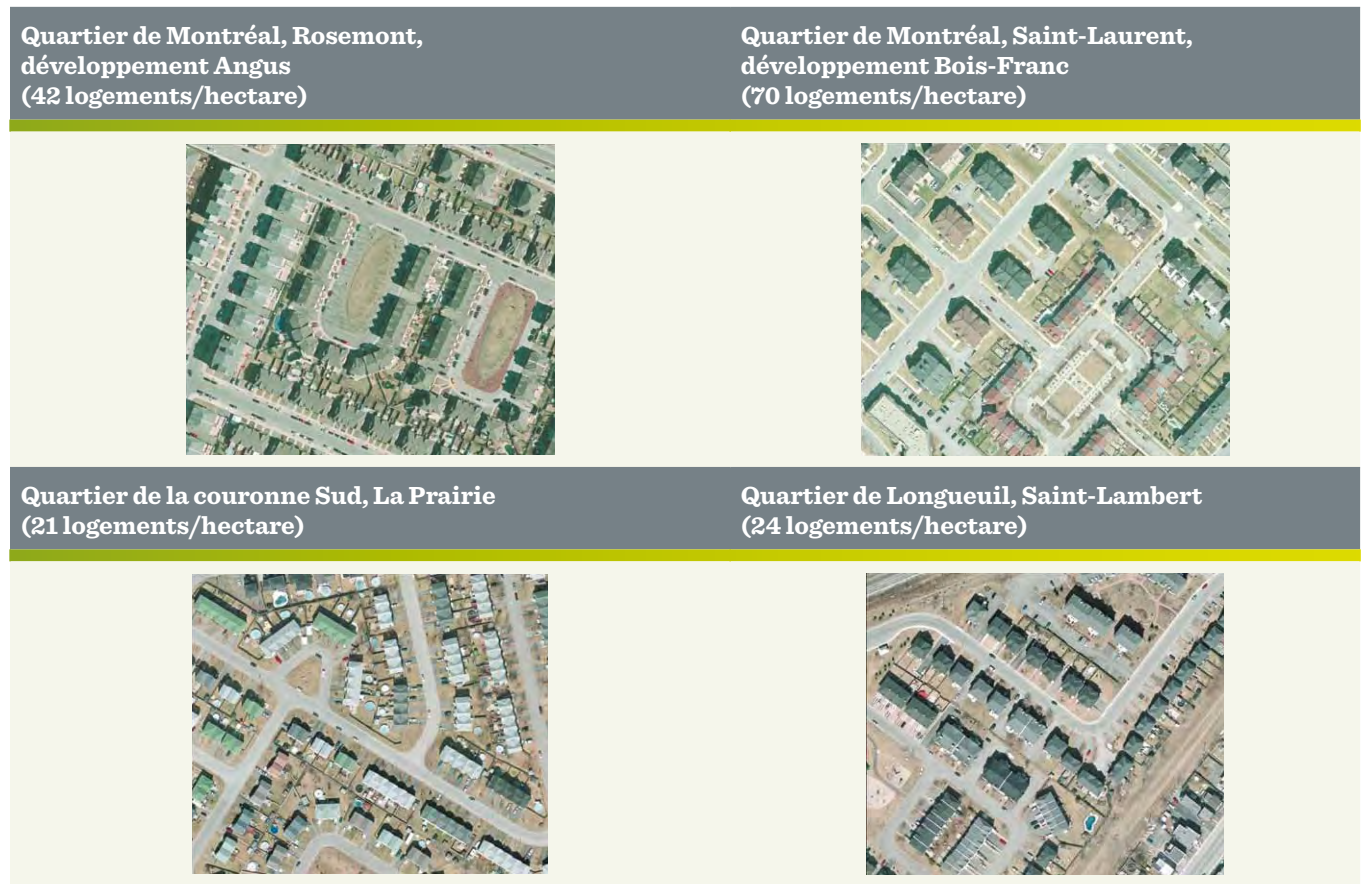 Quartier de Montréal, Rosemont,
développement Angus
(42 logements/hectare)
Quartier de Montréal, Saint-Laurent,
développement Bois-Franc
(70 logements/hectare)
Quartier de la couronne Sud, La Prairie
(21 logements/hectare)
Quartier de Longueuil, Saint-Lambert
(24 logements/hectare)